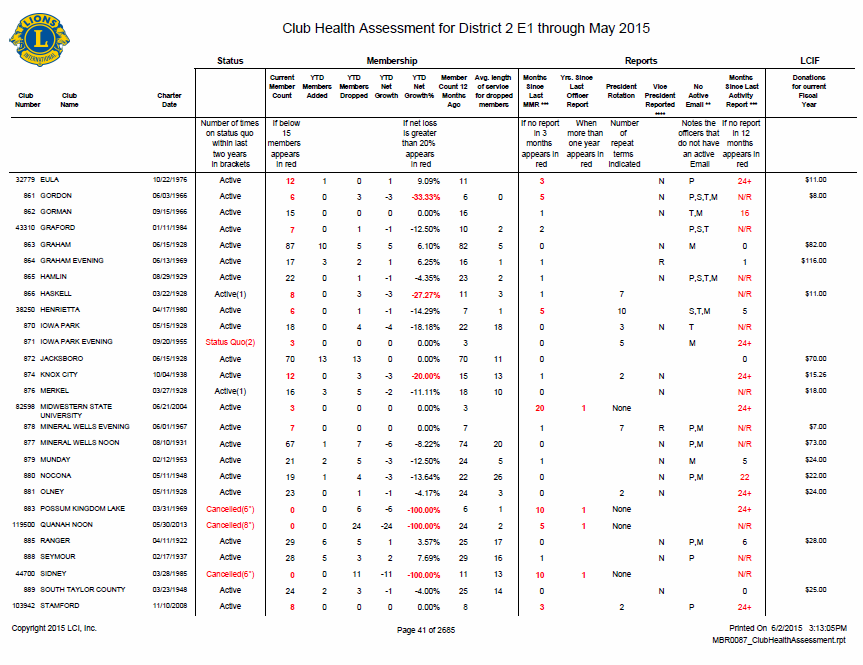 LIONS
L
INTERNATIONAL
Club Health Assessment for District 2 E1 through May 2015
Status Membership Reports LCIF
Club Number Club Name Charter Date Current Member Count YTD Members Added YTD Members Dropped YTD Net Growth YTD Net Growth% Member Count 12 Months Ago Avg. length of service for dropped members Months Since Last MMR *** Yrs. Since Last Officer Report President Rotation Vice President Reported **** No Active Email ** Months Since Last Activity Report *** Donations for current Fiscal Year
Number of times on status quo within last two years in brackets If below 15 members appears in red If net loss is greater than 20% appears in red If no report in 3 months appears in red When more than one year appears in red Number of repeat terms indicated Notes the officers that do not have an active Email If no report in 12 months appears in red
32779 EULA 10/22/1976 Active 12 1 0 1 9.09% 11 3 N P 24+ $11.00
861 GORDON 06/03/1966 Active 6 0 3 -3 -33.33% 6 0 5 N P,S,T,M N/R $8.00
862 GORMAN 09/15/1966 Active 15 0 0 0 0.00% 16 1 N T,M 16
43310 GRAFORD 01/11/1984 Active 7 0 1 -1 -12.50% 10 2 2 P,S,T N/R
863 GRAHAM 06/15/1928 Active 87 10 5 5 6.10% 82 5 0 N M 0 $82.00
864 GRAHAM EVENING 06/13/1969 Active 17 3 2 1 6.25% 16 1 1 R 1 $116.00
865 HAMLIN 08/29/1929 Active 22 0 1 -1 -4.35% 23 2 1 N P,S,T,M N/R
866 HASKELL 03/22/1928 Active(1) 8 0 3 -3 -27.27% 11 3 1 7 N/R $11.00
38250 HENRIETTA 04/17/1980 Active 6 0 1 -1 -14.29% 7 1 5 10 S,T,M 5
870 IOWA PARK 05/15/1928 Active 18 0 4 -4 -18.18% 22 18 0 3 N T N/R
871 IOWA PARK EVENING 09/20/1955 Status Quo(2) 3 0 0 0 0.00% 3 0 5 M 24+
872 JACKSBORO 06/15/1928 Active 70 13 13 0 0.00% 70 11 0 0 $70.00
874 KNOX CITY 10/04/1938 Active 12 0 3 -3 -20.00% 15 13 1 2 N 24+ $15.26
876 MERKEL 03/27/1928 Active(1) 16 3 5 -2 -11.11% 18 10 0 N N/R $18.00
82598 MIDWESTERN STATE 06/21/2004 Active 3 0 0 0 0.00% 3 20 1 None 24+
UNIVERSITY
878 MINERAL WELLS EVENING 06/01/1967 Active 7 0 0 0 0.00% 7 1 7 R P,M N/R $7.00
877 MINERAL WELLS NOON 08/10/1931 Active 67 1 7 -6 -8.22% 74 20 0 N P,M N/R $73.00
879 MUNDAY 02/12/1953 Active 21 2 5 -3 -12.50% 24 5 1 N M 5 $24.00
880 NOCONA 05/11/1948 Active 19 1 4 -3 -13.64% 22 26 0 N P,M 22 $22.00
881 OLNEY 05/11/1928 Active 23 0 1 -1 -4.17% 24 3 0 2 N 24+ $24.00
883 POSSUM KINGDOM LAKE 03/31/1969 Cancelled(6*) 0 0 6 -6 -100.00% 6 1 10 1 None 24+
119500 QUANAH NOON 05/30/2013 Cancelled(8*) 0 0 24 -24 -100.00% 24 2 5 1 None N/R
885 RANGER 04/11/1922 Active 29 6 5 1 3.57% 25 17 0 N P,M 6 $28.00
888 SEYMOUR 02/17/1937 Active 28 5 3 2 7.69% 29 16 1 N P N/R
44700 SIDNEY 03/28/1985 Cancelled(6*) 0 0 11 -11 -100.00% 11 13 10 1 None N/R
889 SOUTH TAYLOR COUNTY 03/23/1948 Active 24 2 3 -1 -4.00% 25 14 0 N 0 $25.00
103942 STAMFORD 11/10/2008 Active 8 0 0 0 0.00% 8 3 2 P 24+
Copyright 2015 LCI, Inc. Page 41 of 2685 Printed On 6/2/2015 3:13:05PM
MBR0087_ClubHealthAssessment.rpt